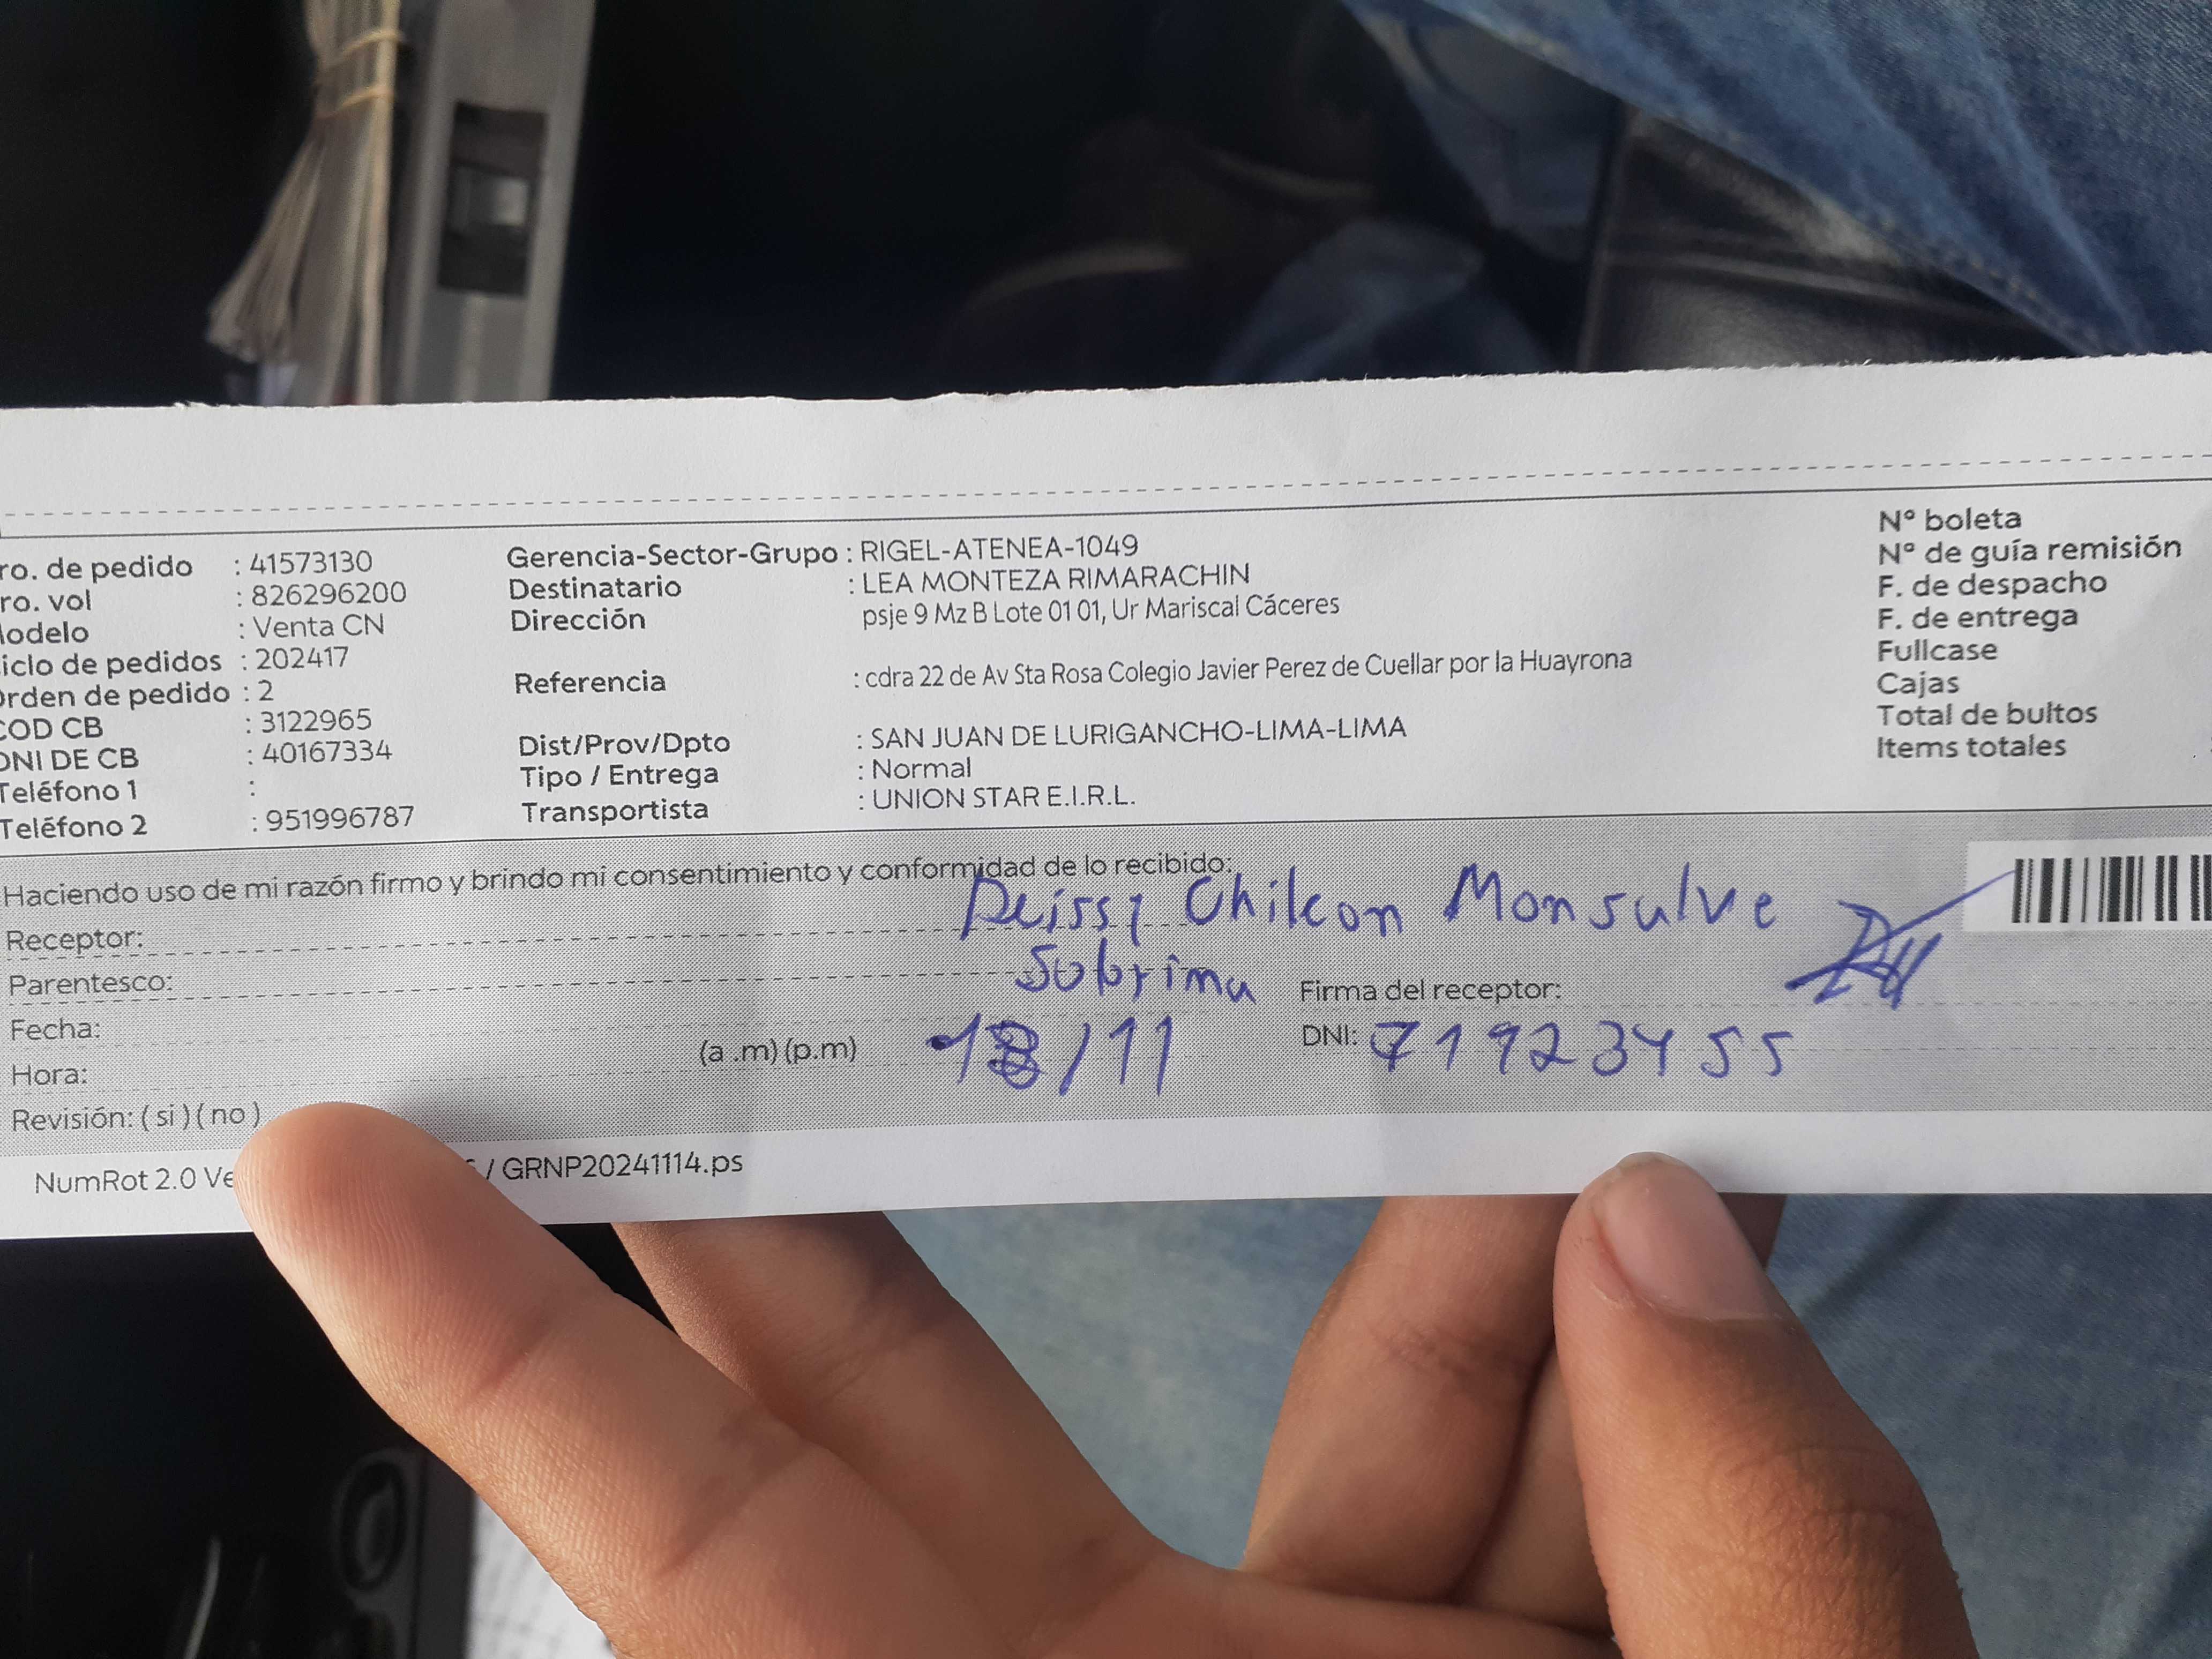 ro. de pedido : 41573130
ro. vol : 826296200
odelo : Venta CN
iclo de pedidos : 202417
rden de pedido : 2
COD CB : 3122965
DNI DE CB : 40167334
Teléfono 1 :
Teléfono 2 : 951996787
Gerencia-Sector-Grupo : RIGEL-ATENEA-1049
Destinatario : LEA MONTEZA RIMARACHIN
Dirección psje 9 Mz B Lote 01 01, Ur Mariscal Cáceres
Referencia : cdra 22 de Av Sta Rosa Colegio Javier Perez de Cuellar por la Huayrona
Dist/Prov/Dpto : SAN JUAN DE LURIGANCHO-LIMA-LIMA
Tipo / Entrega : Normal
Transportista : UNION STAR E.I.R.L.
N° boleta
N° de guía remisión
F. de despacho
F. de entrega
Fullcase
Cajas
Total de bultos
Items totales
Haciendo uso de mi razón firmo y brindo mi consentimiento y conformidad de lo recibido:
Receptor: Deissy Chilcon Monsalve
Parentesco: Sobrina
Firma del receptor:
Fecha:
(a .m) (p.m) /11
DNI: 71923455
Hora:
Revisión: ( si ) ( no )
NumRot 2.0 Ve / GRNP20241114.ps